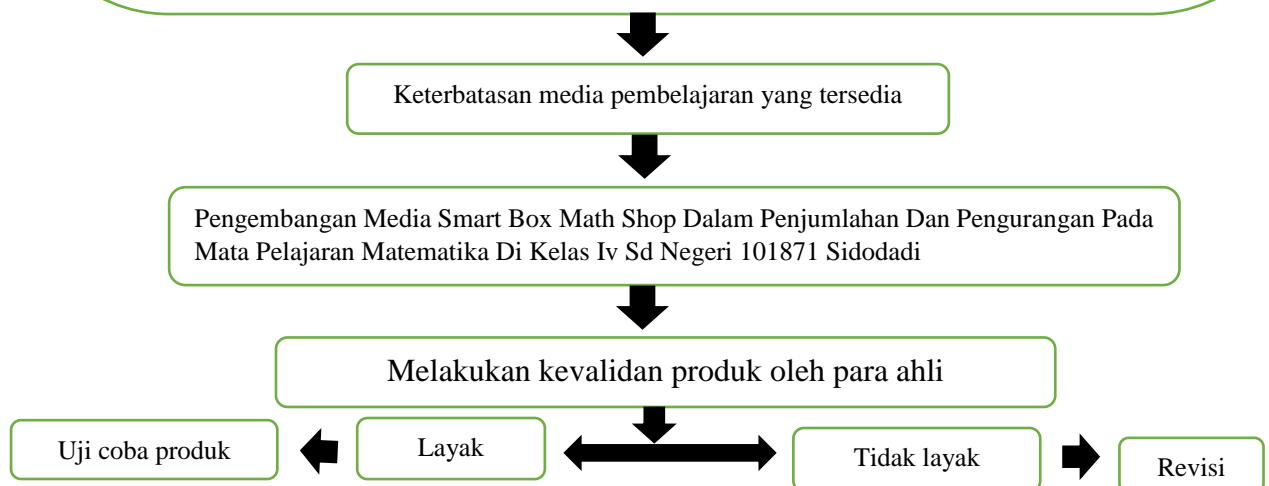 Keterbatasan media pembelajaran yang tersedia
Pengembangan Media Smart Box Math Shop Dalam Penjumlahan Dan Pengurangan Pada
Mata Pelajaran Matematika Di Kelas Iv Sd Negeri 101871 Sidodadi
Melakukan kevalidan produk oleh para ahli
Uji coba produk
Layak
Tidak layak
Revisi